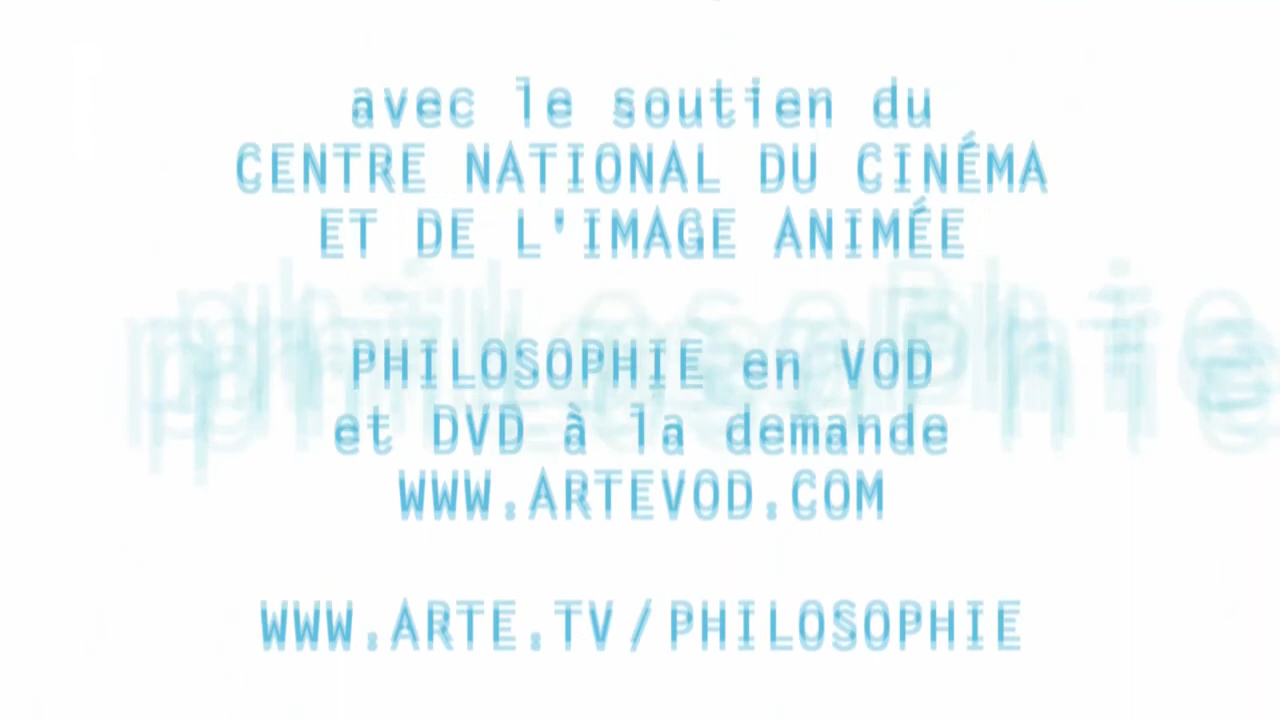 avec le soutien du
CENTRE NATIONAL DU CINÉMA
ET DE L'IMAGE ANIMÉE
philosophie
PHILOSOPHIE en VOD
et DVD à la demande
WWW.ARTEVOD.COM
WWW.ARTE.TV/PHILOSOPHIE